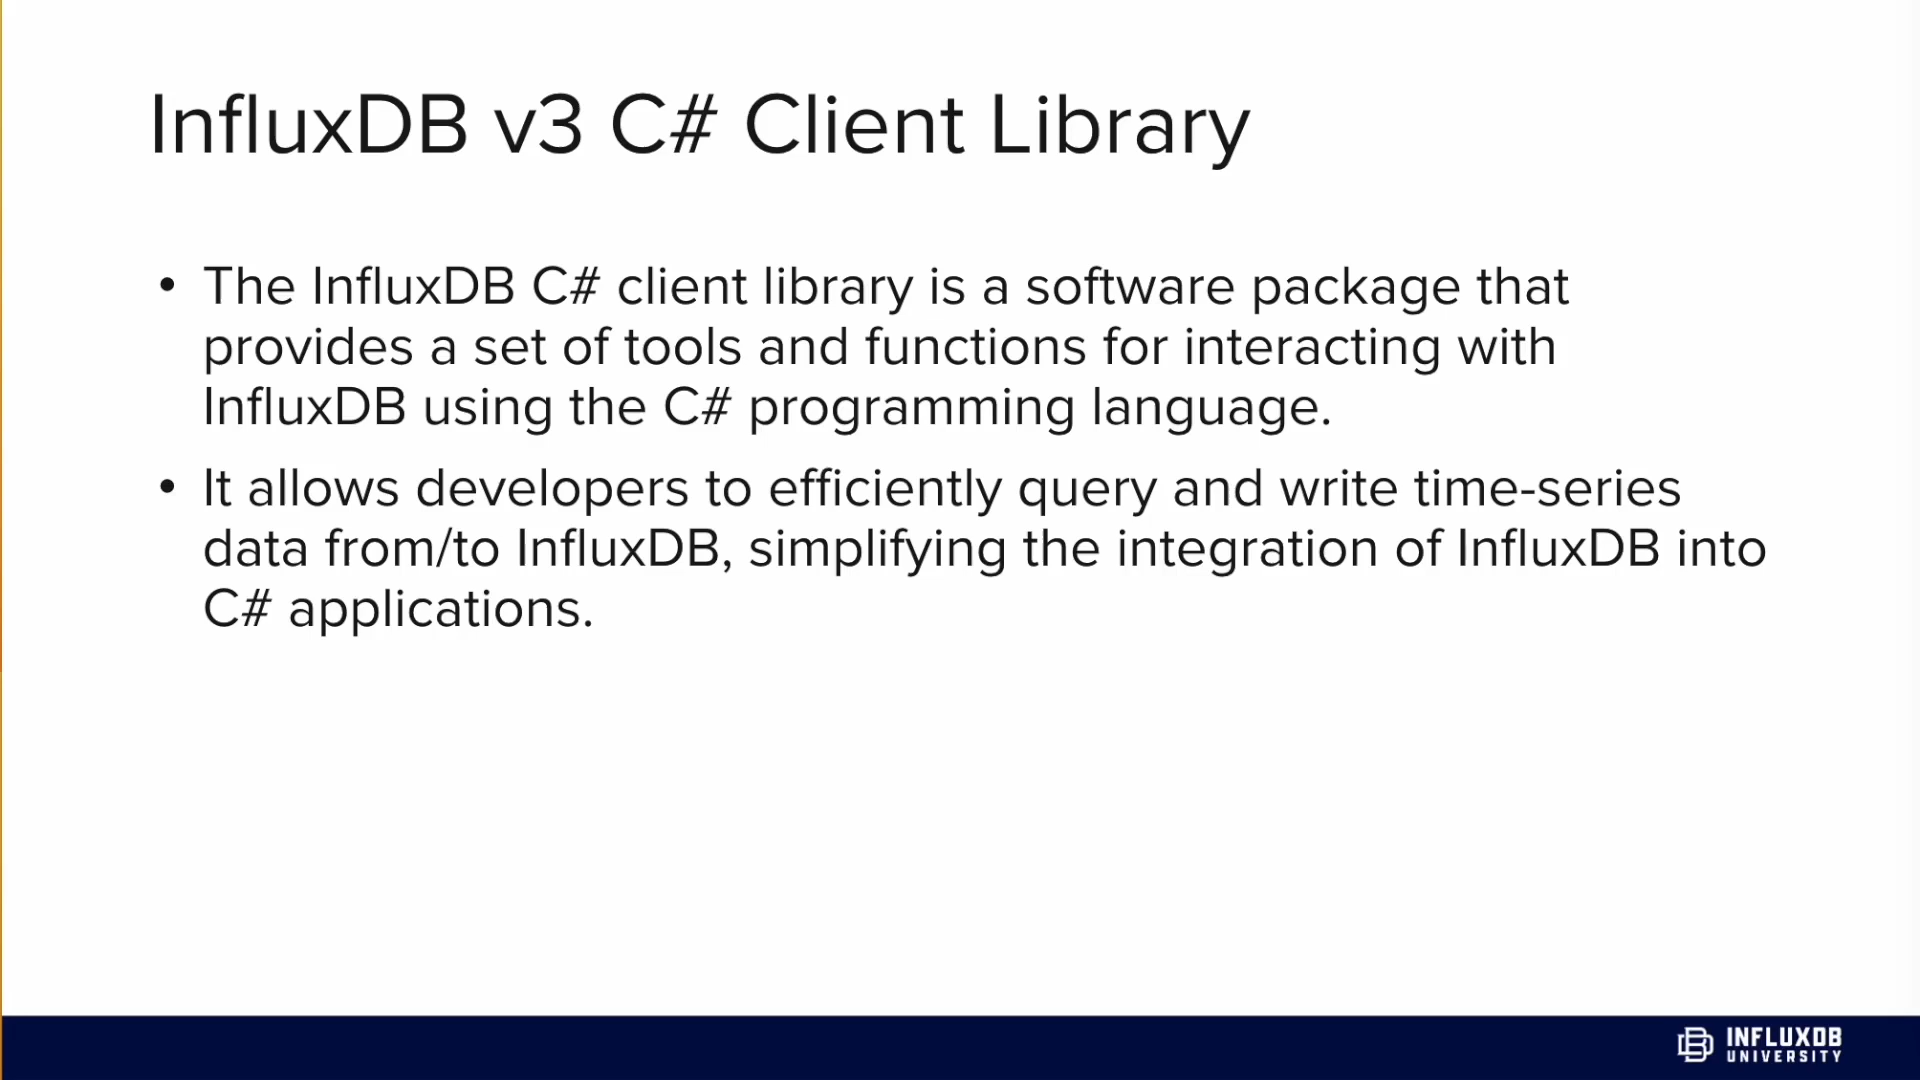 InfluxDB v3 C# Client Library
• The InfluxDB C# client library is a software package that
provides a set of tools and functions for interacting with
InfluxDB using the C# programming language.
• It allows developers to efficiently query and write time-series
data from/to InfluxDB, simplifying the integration of InfluxDB into
C# applications.
INFLUXDB
UNIVERSITY